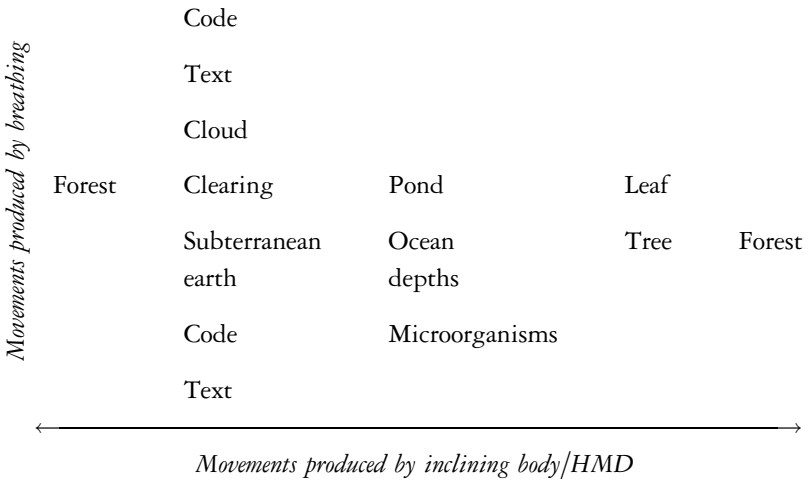 Movements produced by breathing
Code
Text
Cloud
Forest Clearing Pond Leaf
Subterranean Ocean Tree Forest
earth depths
Code Microorganisms
Text
Movements produced by inclining body/HMD